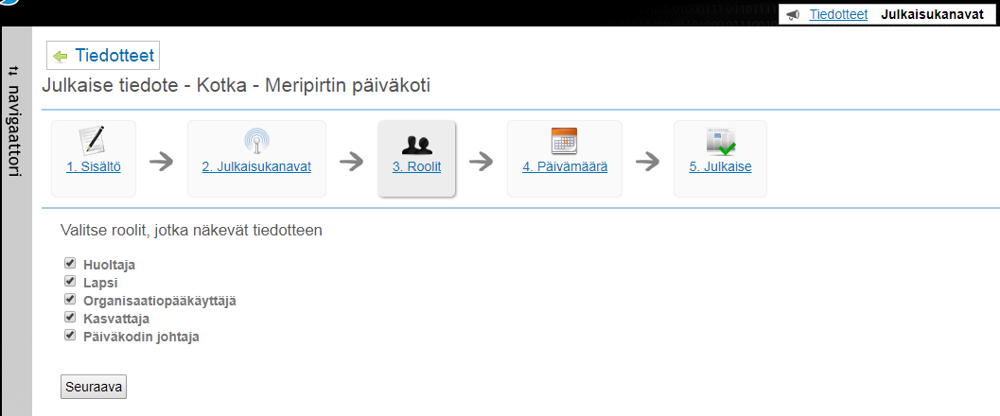 Tiedotteet Julkaisukanavat
navigaattori
Tiedotteet
Julkaise tiedote - Kotka - Meripirtin päiväkoti
1. Sisältö
2. Julkaisukanavat
3. Roolit
4. Päivämäärä
5. Julkaise
Valitse roolit, jotka näkevät tiedotteen
Huoltaja
Lapsi
Organisaatiopääkäyttäjä
Kasvattaja
Päiväkodin johtaja
Seuraava